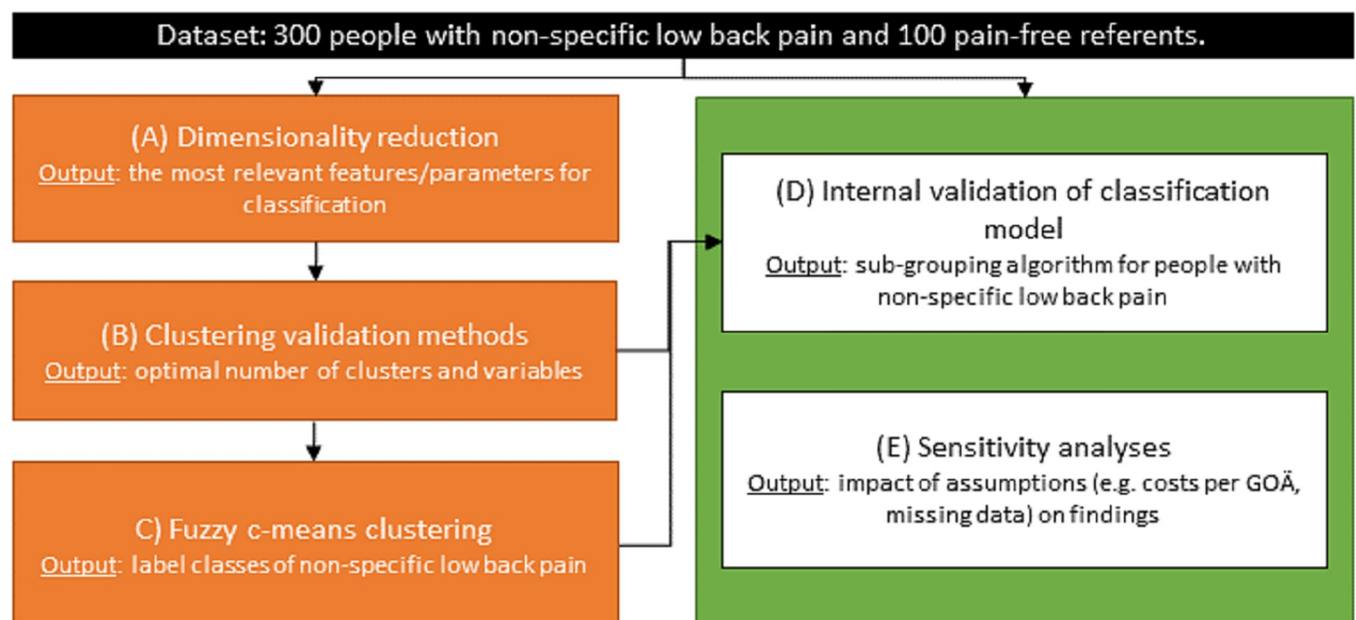 Dataset: 300 people with non-specific low back pain and 100 pain-free referents.
(A) Dimensionality reduction
Output: the most relevant features/parameters for
classification
(B) Clustering validation methods
Output: optimal number of clusters and variables
C) Fuzzy c-means clustering
Output: label classes of non-specific low back pain
(D) Internal validation of classification
model
Output: sub-grouping algorithm for people with
non-specific low back pain
(E) Sensitivity analyses
Output: impact of assumptions (e.g. costs per GOÄ,
missing data) on findings